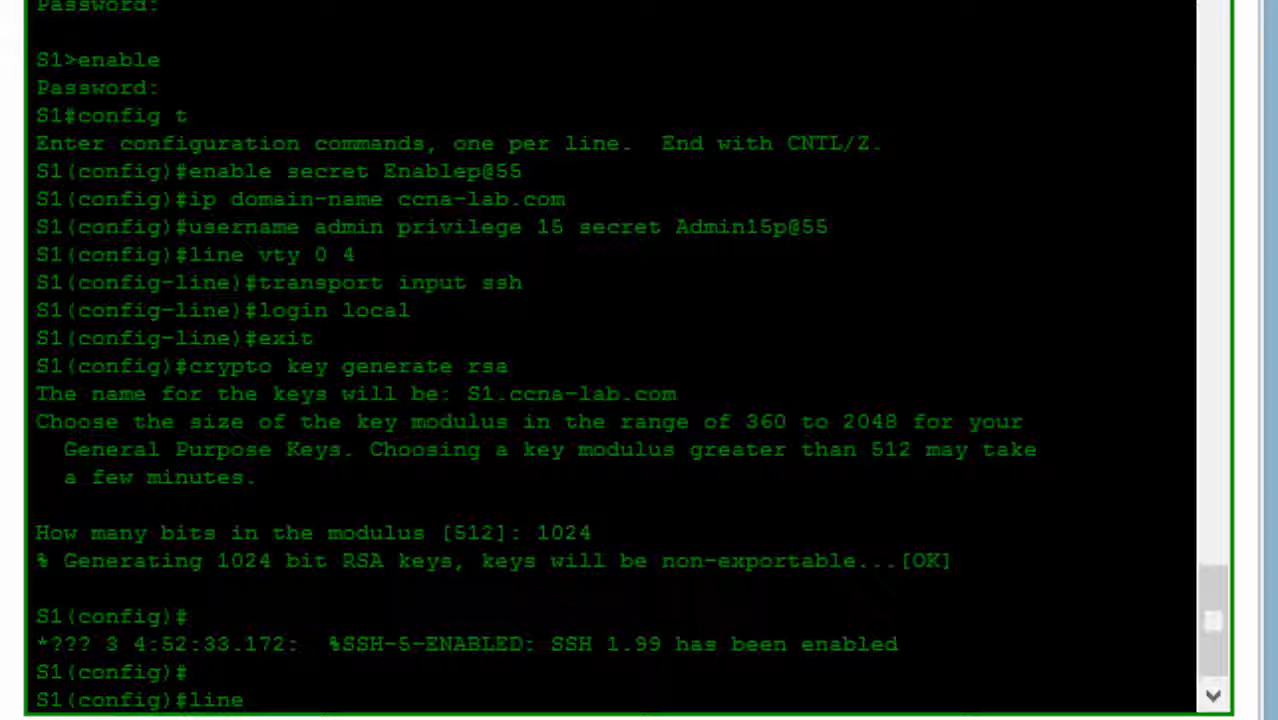 Password:
S1>enable
Password:
S1#config t
Enter configuration commands, one per line.  End with CNTL/Z.
S1(config)#enable secret Enablep@55
S1(config)#ip domain-name ccna-lab.com
S1(config)#username admin privilege 15 secret Admin15p@55
S1(config)#line vty 0 4
S1(config-line)#transport input ssh
S1(config-line)#login local
S1(config-line)#exit
S1(config)#crypto key generate rsa
The name for the keys will be: S1.ccna-lab.com
Choose the size of the key modulus in the range of 360 to 2048 for your
  General Purpose Keys. Choosing a key modulus greater than 512 may take
  a few minutes.
How many bits in the modulus [512]: 1024
% Generating 1024 bit RSA keys, keys will be non-exportable...[OK]
S1(config)#
*??? 3 4:52:33.172:  %SSH-5-ENABLED: SSH 1.99 has been enabled
S1(config)#
S1(config)#line